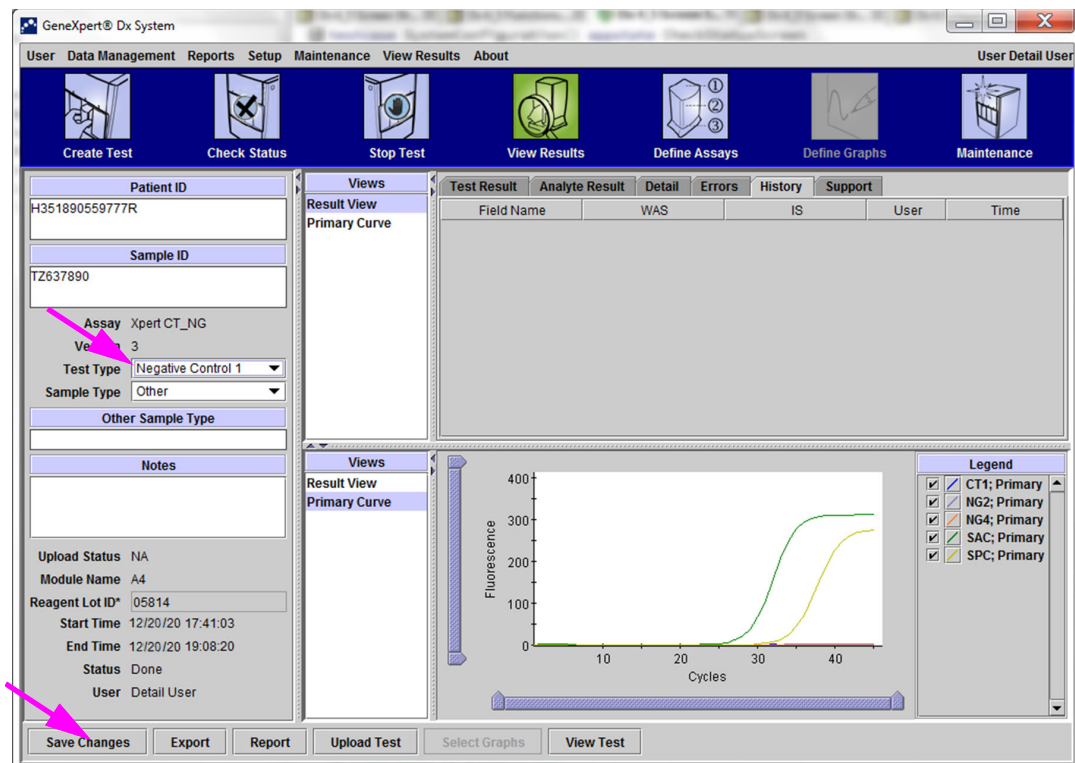 GeneXpert® Dx System
User Data Management Reports Setup Maintenance View Results About User Detail User
Create Test Check Status Stop Test View Results Define Assays Define Graphs Maintenance
1
2
3
Patient ID
H351890559777R
Sample ID
TZ637890
Assay Xpert CT_NG
3
Test Type Negative Control 1
Sample Type Other
Other Sample Type
Notes
Upload Status NA
Module Name A4
Reagent Lot ID* 05814
Start Time 12/20/20 17:41:03
End Time 12/20/20 19:08:20
Status Done
User Detail User
Views
Result View
Primary Curve
Test Result Analyte Result Detail Errors History Support
Field Name WAS IS User Time
Views
Result View
Primary Curve
Fluorescence
400
300
200
100
0
10 20 30 40
Cycles
Legend
CT1; Primary
NG2; Primary
NG4; Primary
SAC; Primary
SPC; Primary
Save Changes Export Report Upload Test Select Graphs View Test